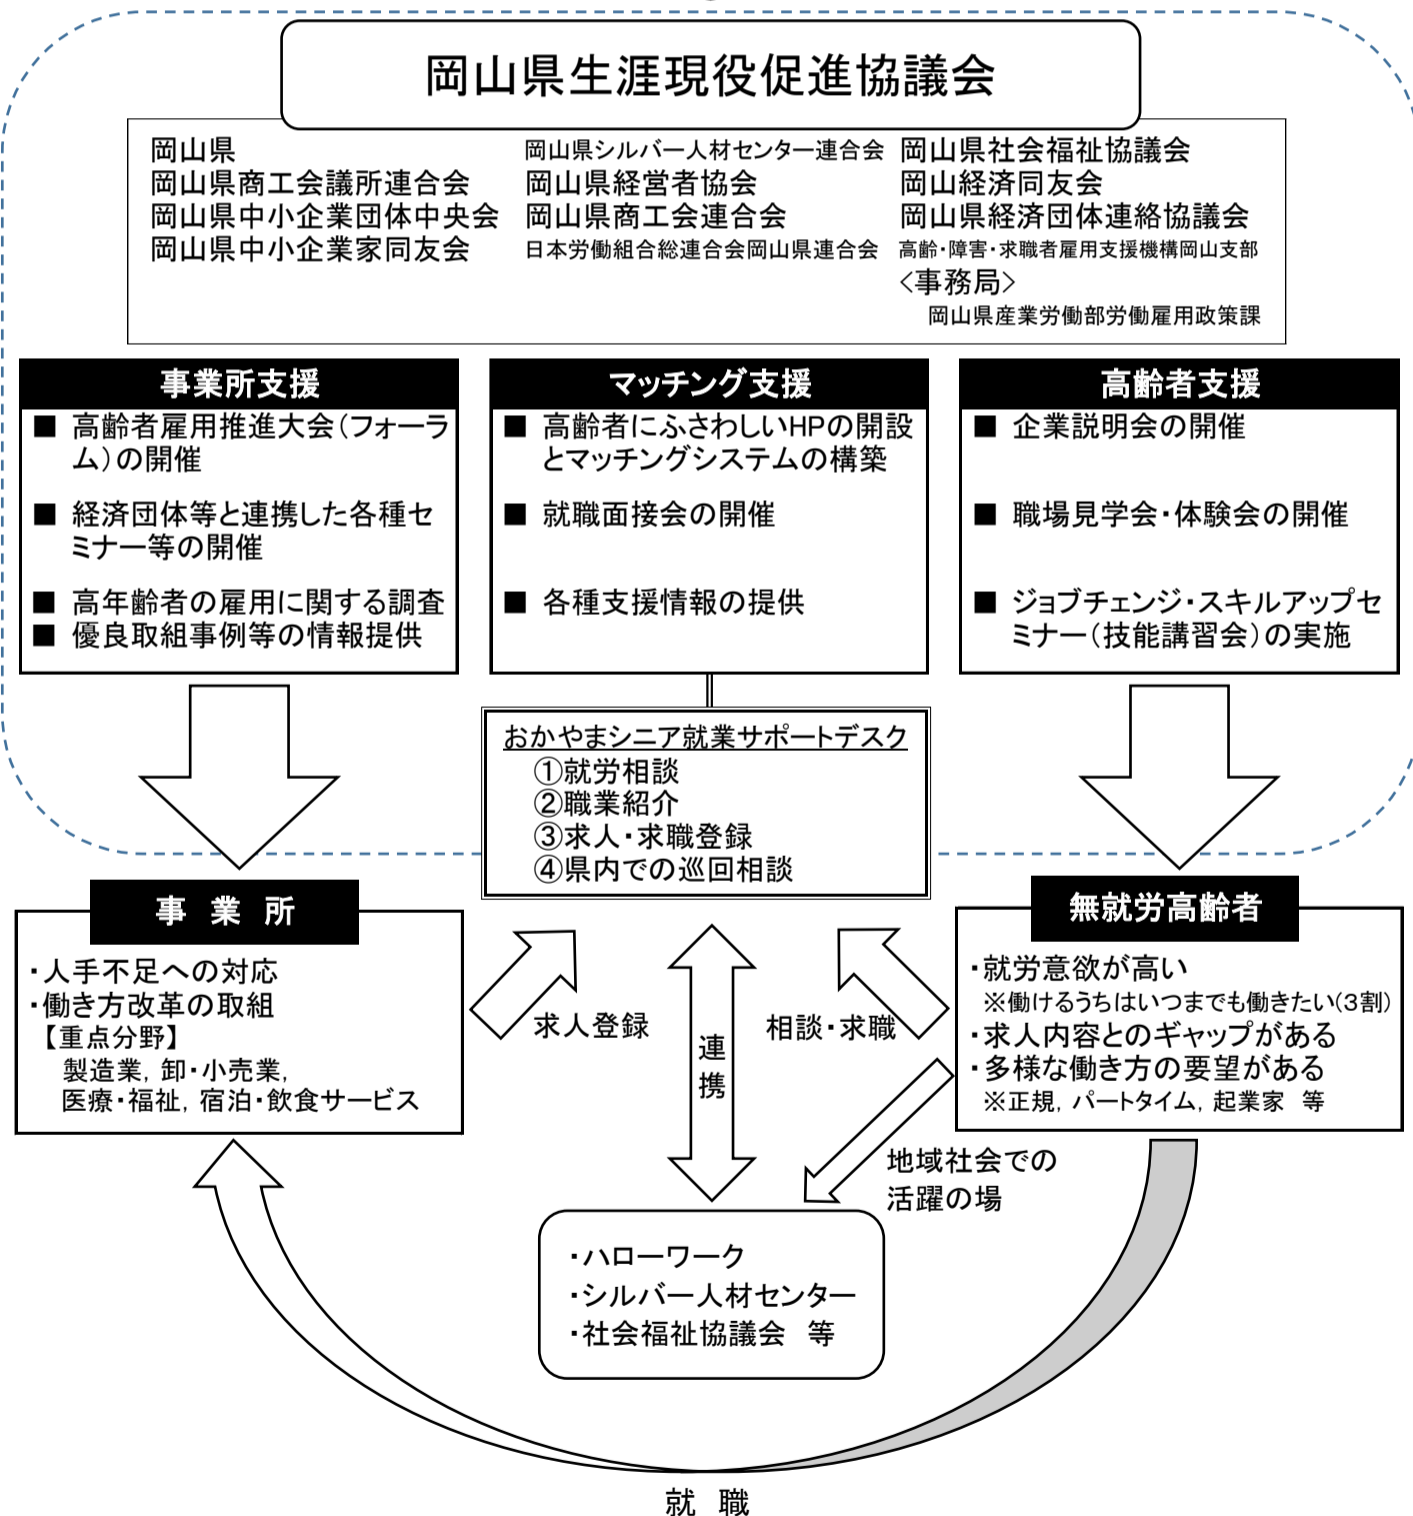 岡山県生涯現役促進協議会
岡山県
岡山県商工会議所連合会
岡山県中小企業団体中央会
岡山県中小企業家同友会
岡山県シルバー人材センター連合会
岡山県経営者協会
岡山県商工会連合会
日本労働組合総連合会岡山県連合会
岡山県社会福祉協議会
岡山経済同友会
岡山県経済団体連絡協議会
高齢・障害・求職者雇用支援機構岡山支部
<事務局>
岡山県産業労働部労働雇用政策課
事業所支援
■ 高齢者雇用推進大会(フォーラ
ム)の開催
■ 経済団体等と連携した各種セ
ミナー等の開催
■ 高年齢者の雇用に関する調査
■ 優良取組事例等の情報提供
マッチング支援
■ 高齢者にふさわしいHPの開設
とマッチングシステムの構築
■ 就職面接会の開催
■ 各種支援情報の提供
高齢者支援
■ 企業説明会の開催
■ 職場見学会・体験会の開催
■ ジョブチェンジ・スキルアップセ
ミナー(技能講習会)の実施
おかやまシニア就業サポートデスク
①就労相談
②職業紹介
③求人・求職登録
④県内での巡回相談
事 業 所
・人手不足への対応
・働き方改革の取組
【重点分野】
製造業, 卸・小売業,
医療・福祉, 宿泊・飲食サービス
求人登録
連携
相談・求職
無就労高齢者
・就労意欲が高い
※働けるうちはいつまでも働きたい(3割)
・求人内容とのギャップがある
・多様な働き方の要望がある
※正規, パートタイム, 起業家 等
地域社会での
活躍の場
・ハローワーク
・シルバー人材センター
・社会福祉協議会 等
就 職